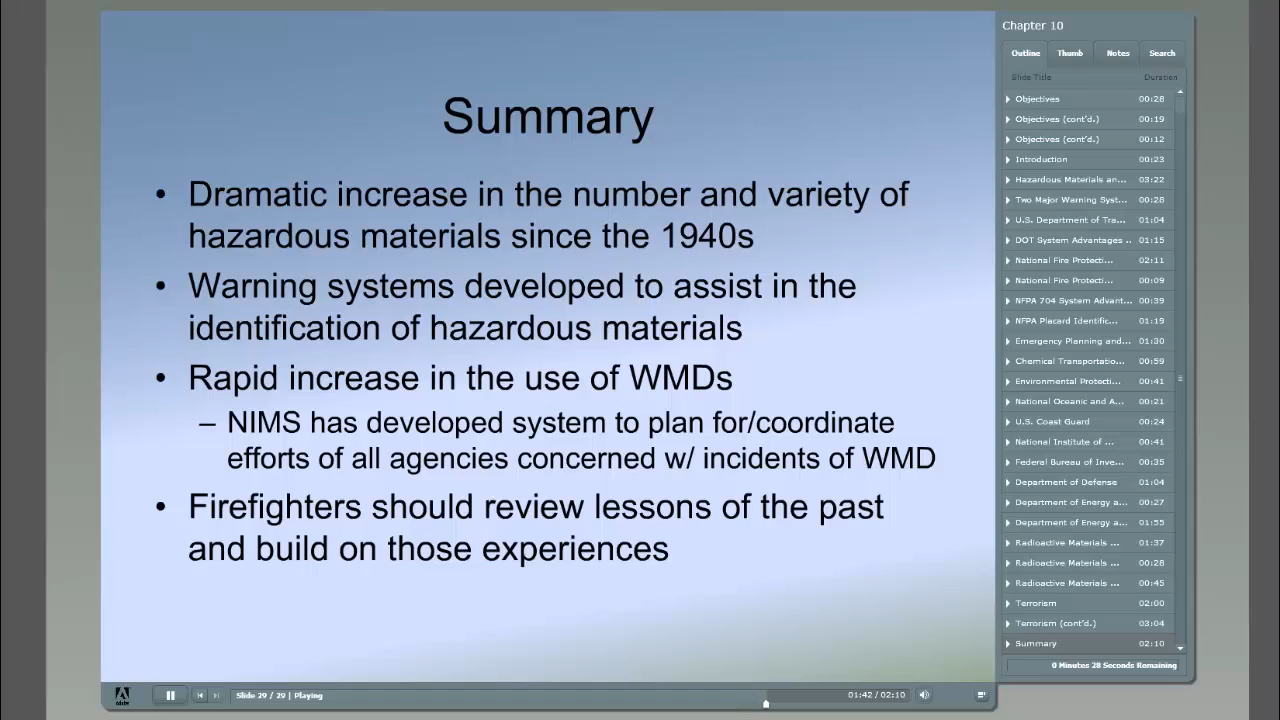 Summary
• Dramatic increase in the number and variety of
hazardous materials since the 1940s
• Warning systems developed to assist in the
identification of hazardous materials
• Rapid increase in the use of WMDs
– NIMS has developed system to plan for/coordinate
efforts of all agencies concerned w/ incidents of WMD
• Firefighters should review lessons of the past
and build on those experiences
Adobe
Slide 29 / 29 | Playing
01:42 / 02:10
Chapter 10
Outline Thumb Notes Search
Slide Title Duration
Objectives 00:28
Objectives (cont'd.) 00:19
Objectives (cont'd.) 00:12
Introduction 00:23
Hazardous Materials an... 03:22
Two Major Warning Syst... 00:28
U.S. Department of Tra... 01:04
DOT System Advantages .. 01:15
National Fire Protecti... 02:11
National Fire Protecti... 00:09
NFPA 704 System Advant... 00:39
NFPA Placard Identific... 01:19
Emergency Planning and... 01:30
Chemical Transportatio... 00:59
Environmental Protecti... 00:41
National Oceanic and A... 00:21
U.S. Coast Guard 00:24
National Institute of ... 00:41
Federal Bureau of Inve... 00:35
Department of Defense 01:04
Department of Energy a... 00:27
Department of Energy a... 01:55
Radioactive Materials ... 01:37
Radioactive Materials ... 00:28
Radioactive Materials ... 00:45
Terrorism 02:00
Terrorism (cont'd.) 03:04
Summary 02:10
0 Minutes 28 Seconds Remaining